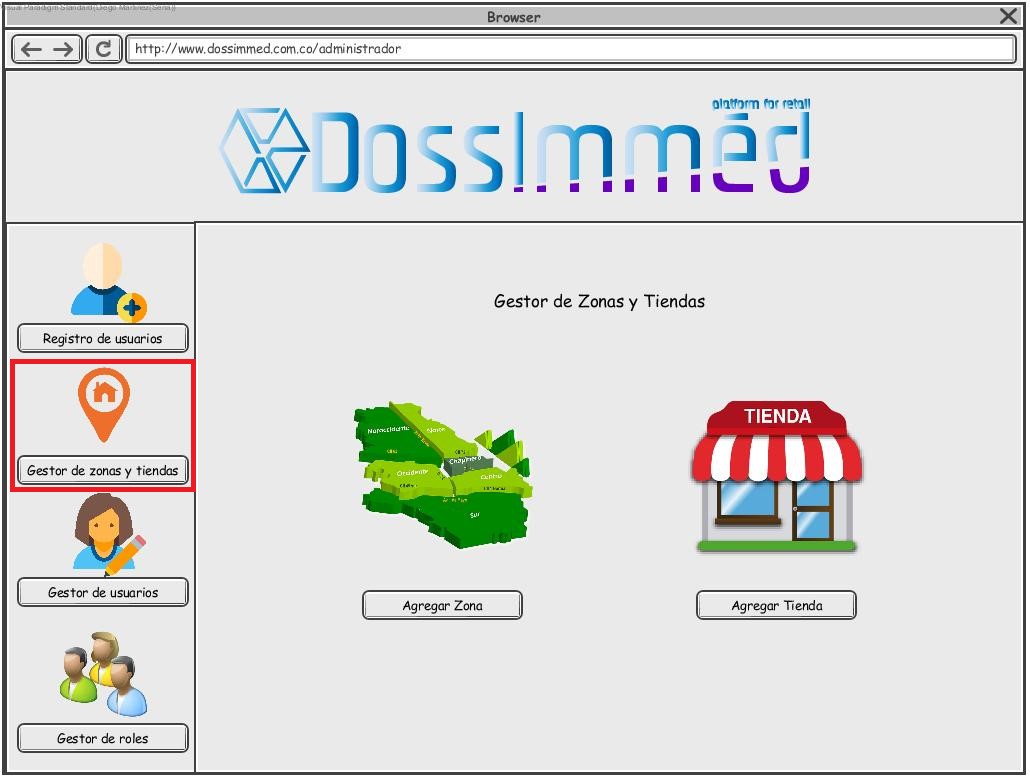 Visual Paradigm Standard(Diego Martinez(Sena))
Browser
http://www.dossimmed.com.co/administrador
platform for retail
DossImmed
Registro de usuarios
Gestor de zonas y tiendas
Gestor de usuarios
Gestor de roles
Gestor de Zonas y Tiendas
Noroccidente
Norte
Chapinero
Occidente
Centro
Sur
Agregar Zona
TIENDA
Agregar Tienda